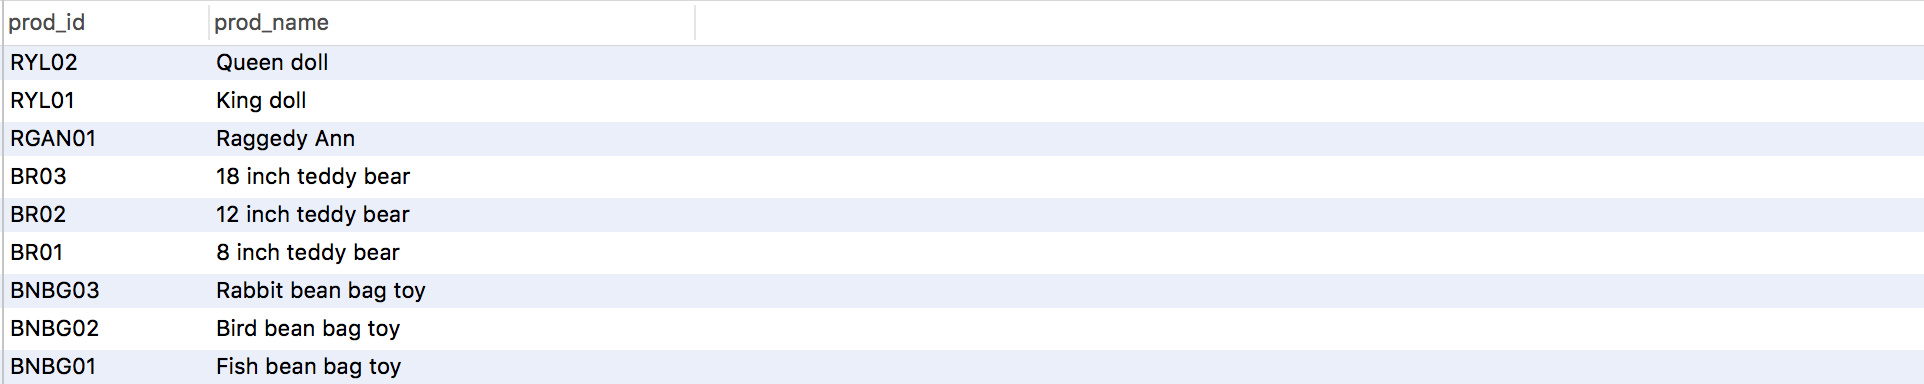 prod_id prod_name
RYL02 Queen doll
RYL01 King doll
RGAN01 Raggedy Ann
BR03 18 inch teddy bear
BR02 12 inch teddy bear
BR01 8 inch teddy bear
BNBG03 Rabbit bean bag toy
BNBG02 Bird bean bag toy
BNBG01 Fish bean bag toy